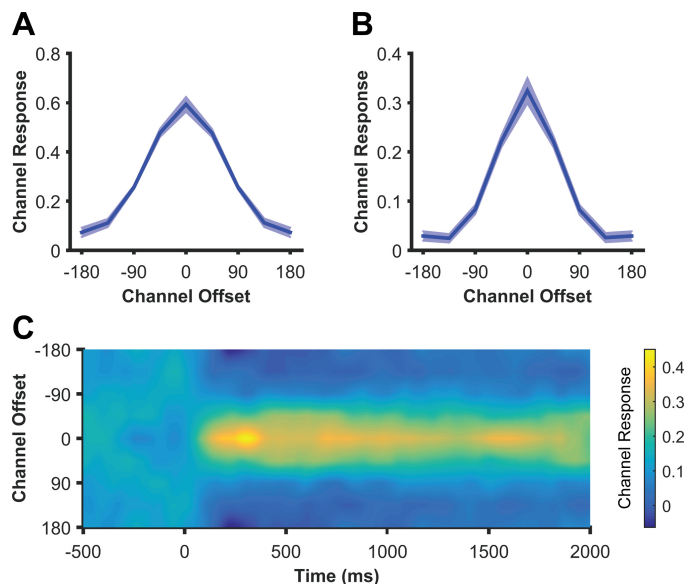 A
0.8
0.6
0.4
0.2
0
Channel Response
-180 -90 0 90 180
Channel Offset
B
0.4
0.3
0.2
0.1
0
Channel Response
-180 -90 0 90 180
Channel Offset
C
-180
-90
0
90
180
Channel Offset
-500 0 500 1000 1500 2000
Time (ms)
Channel Response
0.4
0.3
0.2
0.1
0